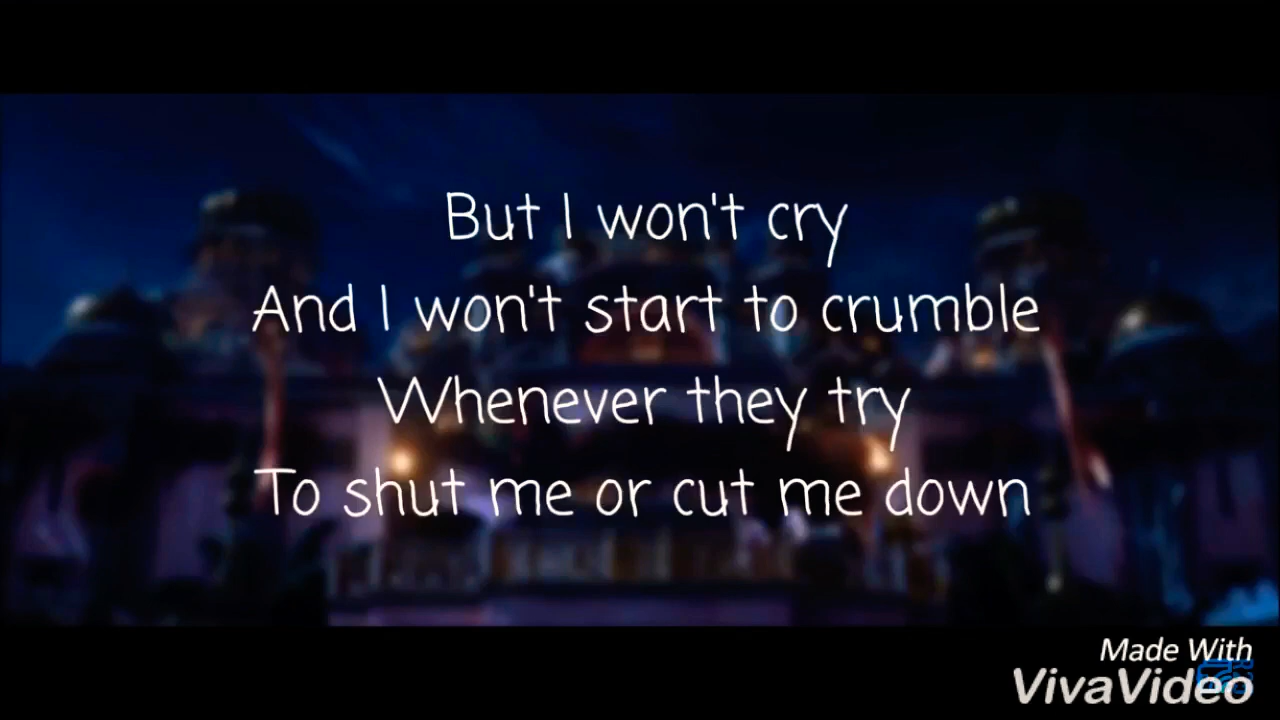 But I won't cry
And I won't start to crumble
Whenever they try
To shut me or cut me down
Made With
VivaVideo